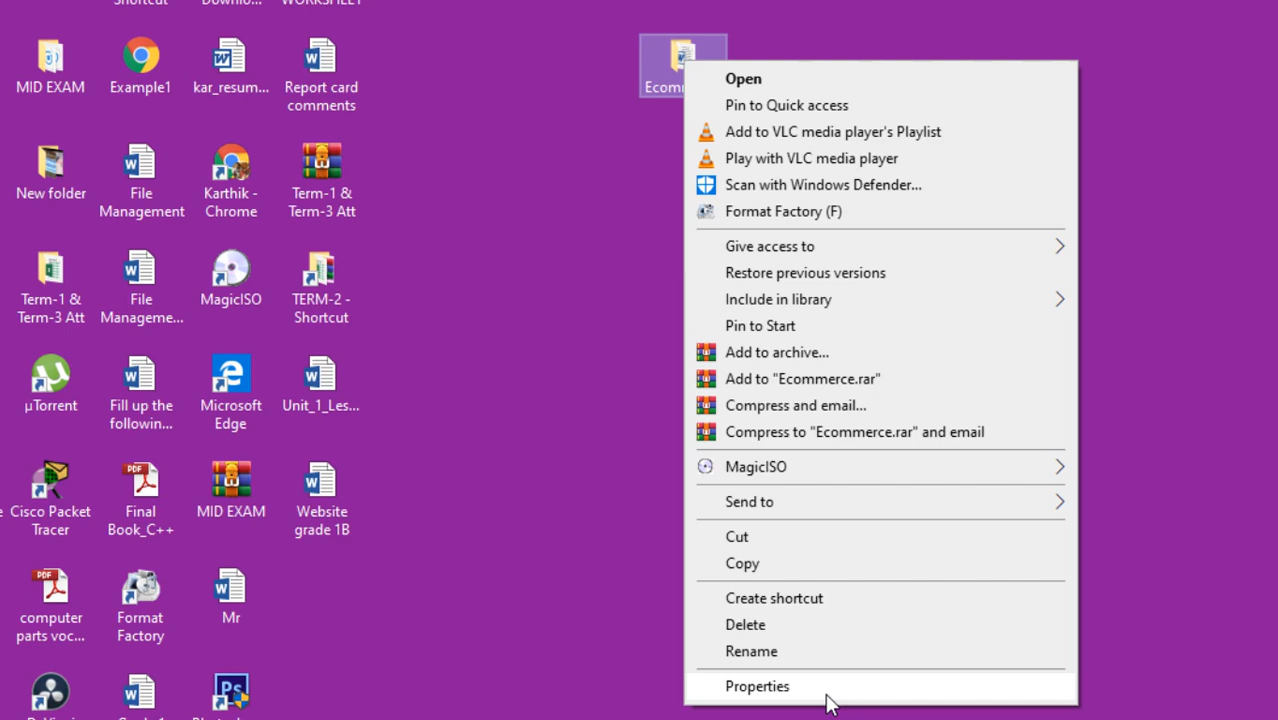 Shortcut
Downlo...
WORKSHEET
MID EXAM
Example1
kar_resum...
Report card
comments
New folder
File
Management
Karthik -
Chrome
Term-1 &
Term-3 Att
Term-1 &
Term-3 Att
File
Manageme...
MagicISO
TERM-2 -
Shortcut
µTorrent
Fill up the
followin...
Microsoft
Edge
Unit_1_Les...
Cisco Packet
Tracer
Final
Book_C++
MID EXAM
Website
grade 1B
computer
parts voc...
Format
Factory
Mr
Ecomm
Open
Pin to Quick access
Add to VLC media player's Playlist
Play with VLC media player
Scan with Windows Defender...
Format Factory (F)
Give access to
Restore previous versions
Include in library
Pin to Start
Add to archive...
Add to "Ecommerce.rar"
Compress and email...
Compress to "Ecommerce.rar" and email
MagicISO
Send to
Cut
Copy
Create shortcut
Delete
Rename
Properties